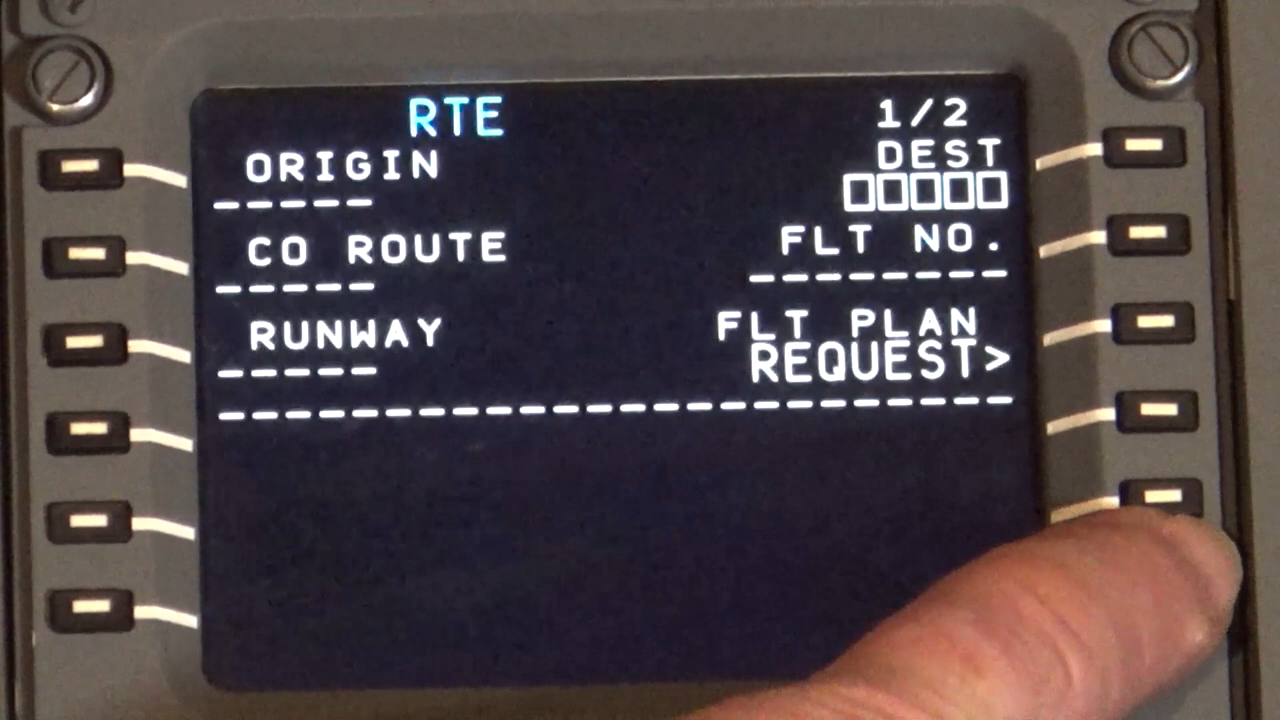 RTE 1/2
ORIGIN DEST
----- □□□□□
CO ROUTE FLT NO.
----- --------
RUNWAY FLT PLAN
----- REQUEST>
------------------------